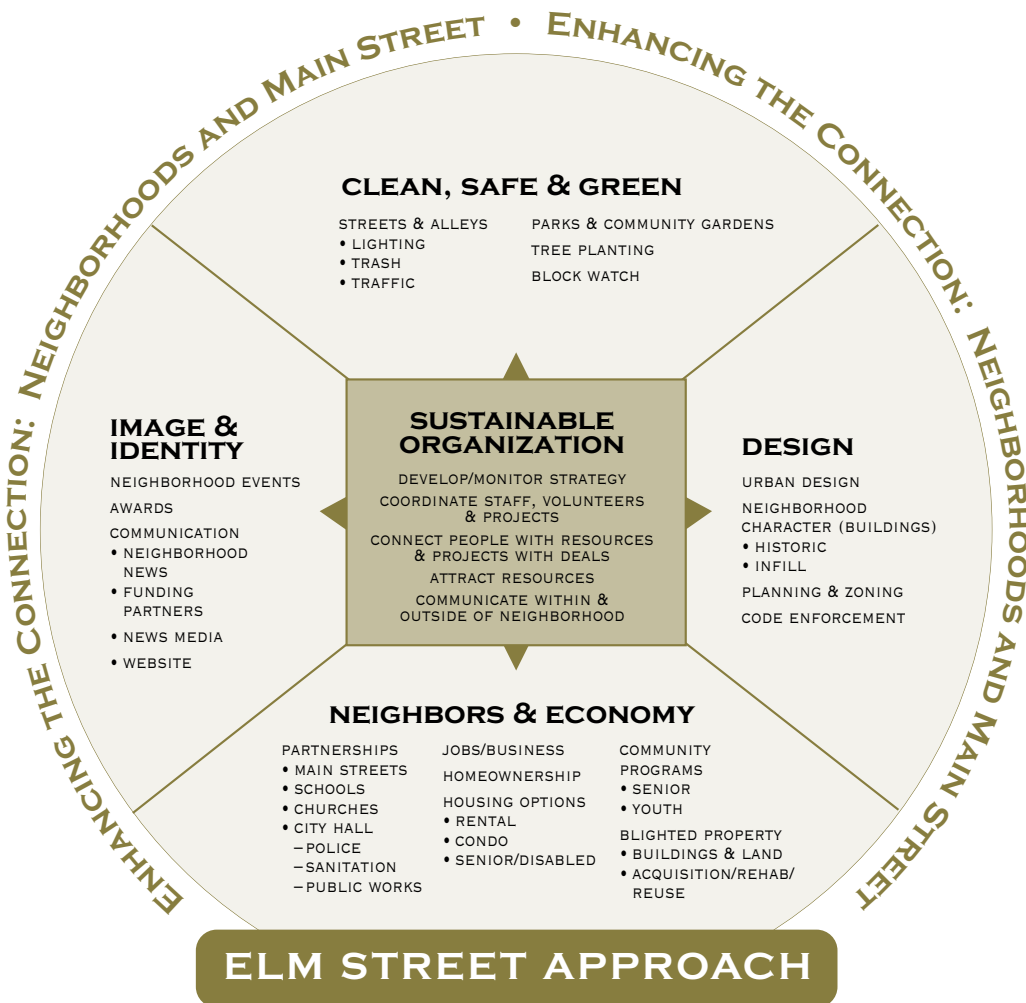 ENHANCING THE CONNECTION: NEIGHBORHOODS AND MAIN STREET • ENHANCING THE CONNECTION: NEIGHBORHOODS AND MAIN STREET
CLEAN, SAFE & GREEN
STREETS & ALLEYS
• LIGHTING
• TRASH
• TRAFFIC
PARKS & COMMUNITY GARDENS
TREE PLANTING
BLOCK WATCH
IMAGE &
IDENTITY
NEIGHBORHOOD EVENTS
AWARDS
COMMUNICATION
• NEIGHBORHOOD
NEWS
• FUNDING
PARTNERS
• NEWS MEDIA
• WEBSITE
SUSTAINABLE
ORGANIZATION
DEVELOP/MONITOR STRATEGY
COORDINATE STAFF, VOLUNTEERS
& PROJECTS
CONNECT PEOPLE WITH RESOURCES
& PROJECTS WITH DEALS
ATTRACT RESOURCES
COMMUNICATE WITHIN &
OUTSIDE OF NEIGHBORHOOD
DESIGN
URBAN DESIGN
NEIGHBORHOOD
CHARACTER (BUILDINGS)
• HISTORIC
• INFILL
PLANNING & ZONING
CODE ENFORCEMENT
NEIGHBORS & ECONOMY
PARTNERSHIPS
• MAIN STREETS
• SCHOOLS
• CHURCHES
• CITY HALL
–POLICE
–SANITATION
–PUBLIC WORKS
JOBS/BUSINESS
HOMEOWNERSHIP
HOUSING OPTIONS
• RENTAL
• CONDO
• SENIOR/DISABLED
COMMUNITY
PROGRAMS
• SENIOR
• YOUTH
BLIGHTED PROPERTY
• BUILDINGS & LAND
• ACQUISITION/REHAB/
REUSE
ELM STREET APPROACH